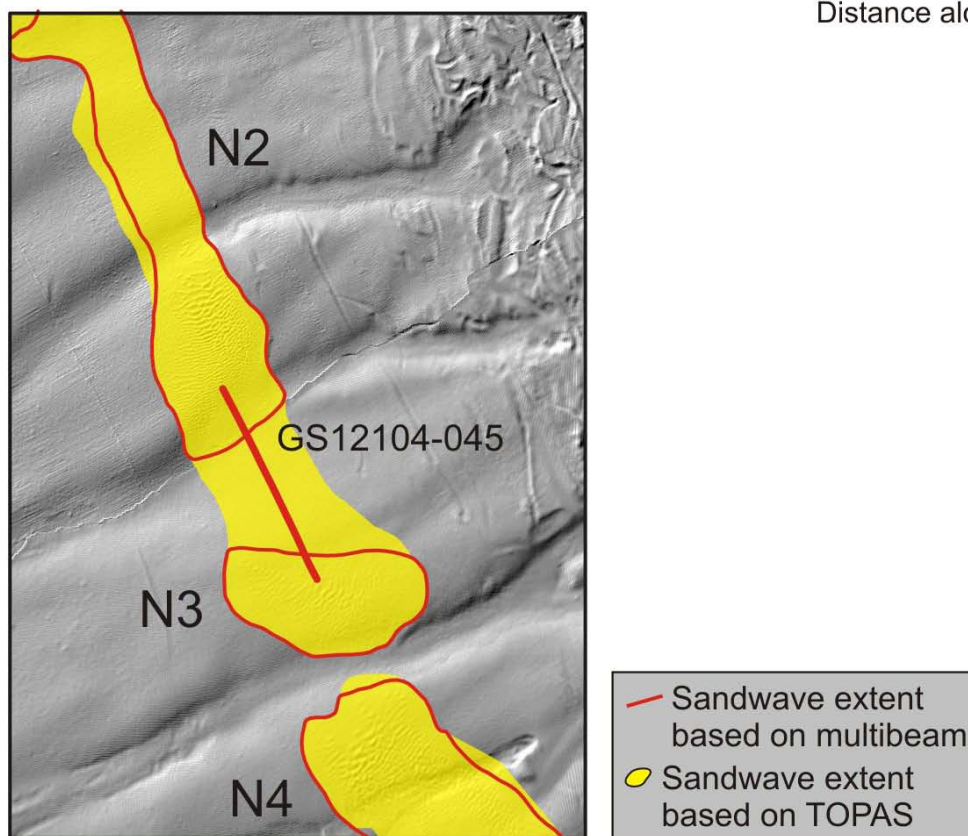 Distance alo
N2
GS12104-045
N3
N4
Sandwave extent
based on multibeam
Sandwave extent
based on TOPAS